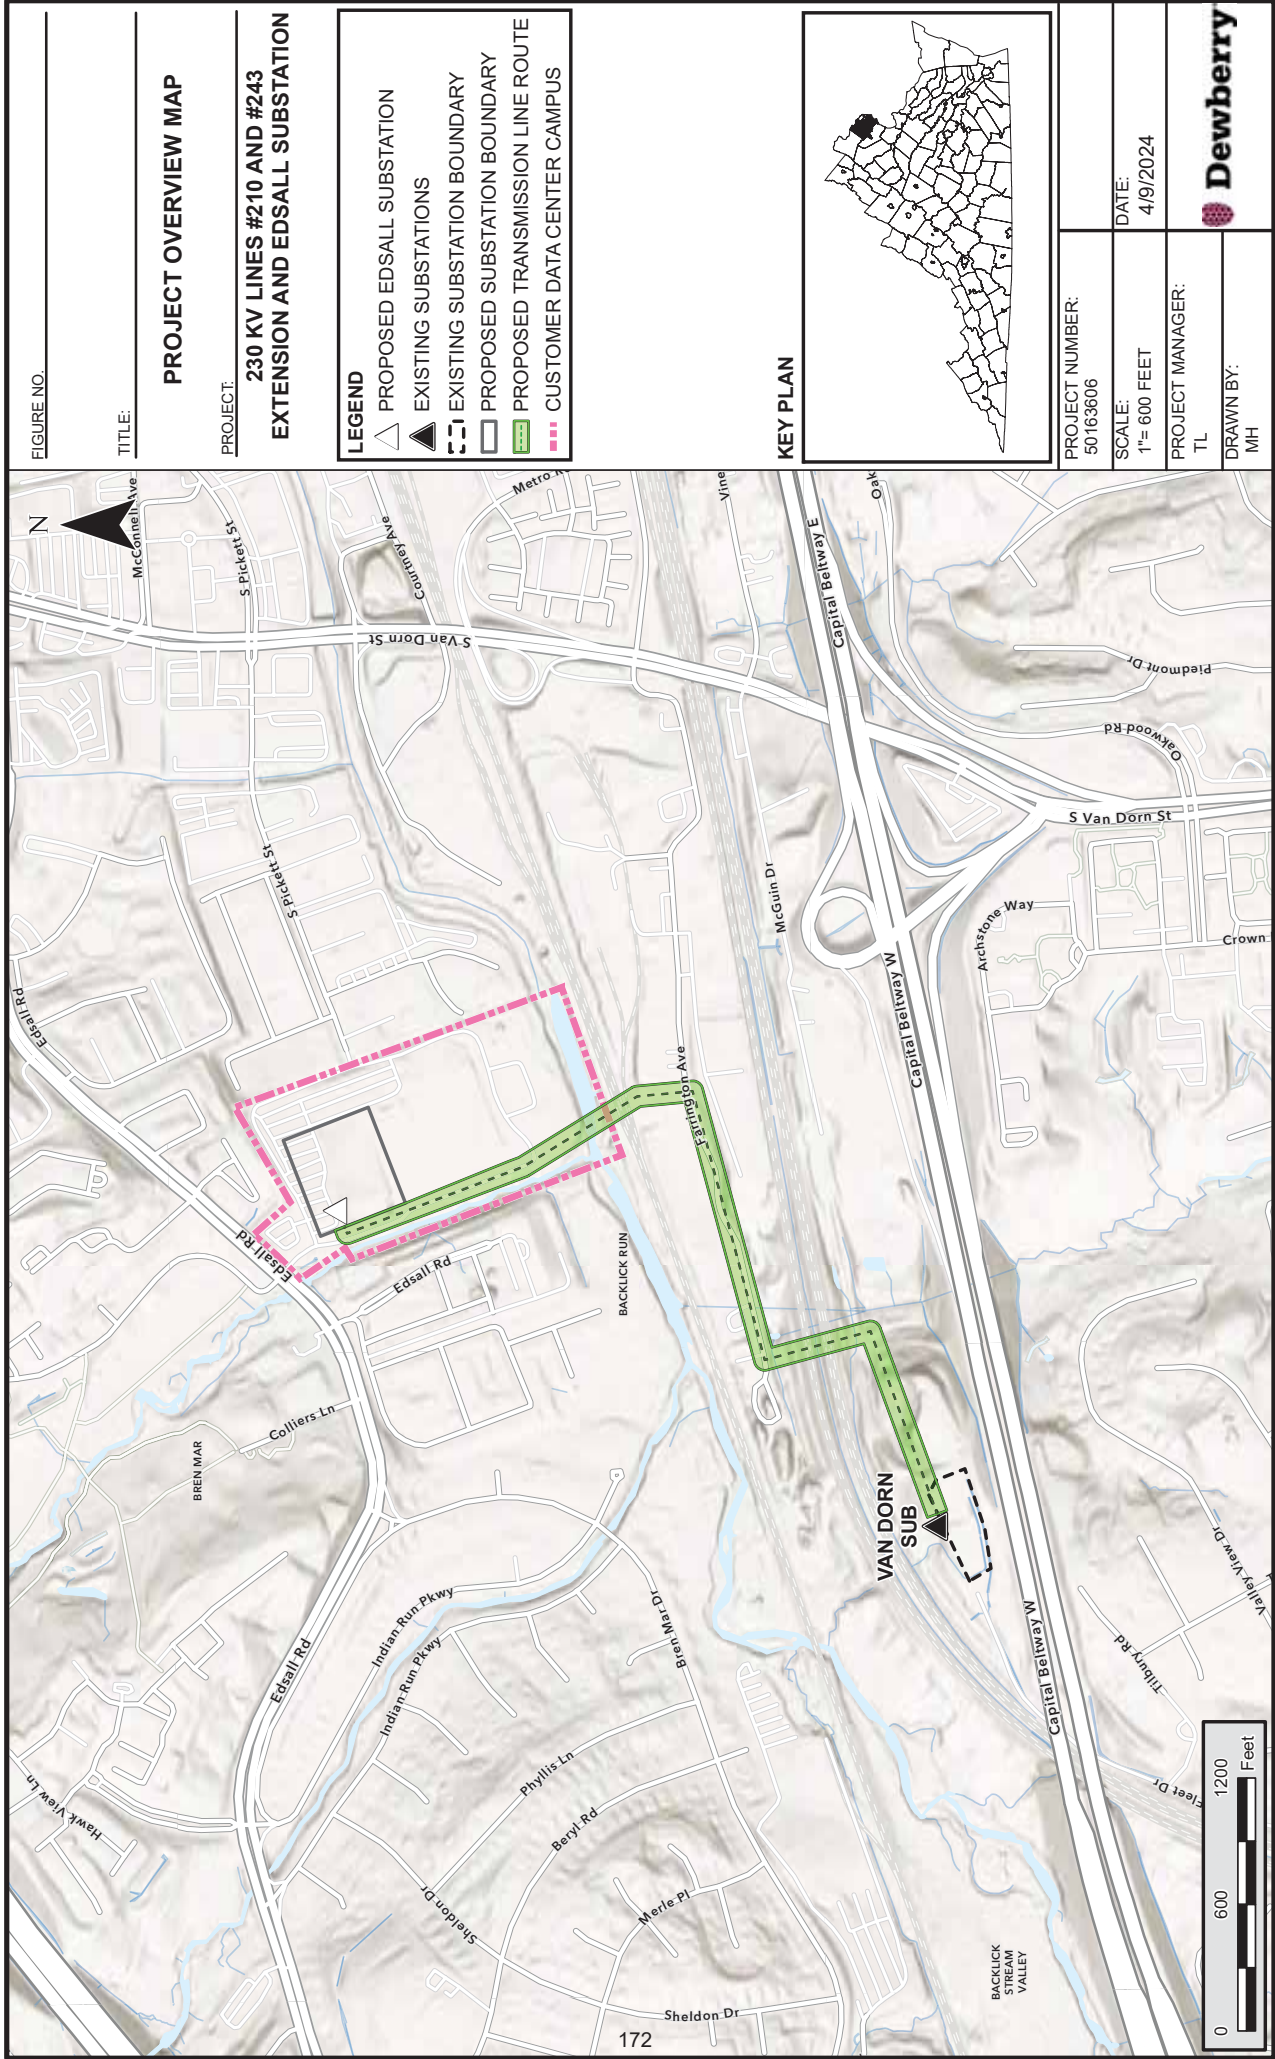 FIGURE NO.
TITLE:
PROJECT OVERVIEW MAP
PROJECT:
230 KV LINES #210 AND #243
EXTENSION AND EDSALL SUBSTATION
LEGEND
PROPOSED EDSALL SUBSTATION
EXISTING SUBSTATIONS
EXISTING SUBSTATION BOUNDARY
PROPOSED SUBSTATION BOUNDARY
PROPOSED TRANSMISSION LINE ROUTE
CUSTOMER DATA CENTER CAMPUS
KEY PLAN
PROJECT NUMBER:
50163606
SCALE:
1"= 600 FEET
DATE:
4/9/2024
PROJECT MANAGER:
TL
DRAWN BY:
MH
Dewberry
N
McConnell Ave
S Pickett St
Courtney Ave
Metro R
S Van Dorn St
Vine
Capital Beltway E
Oak
Piedmont Dr
Oakwood Rd
S Van Dorn St
Edsall Rd
S Pickett St
McGuin Dr
Archstone Way
Crown
Capital Beltway W
Farrington Ave
Edsall Rd
Edsall Rd
BACKLICK RUN
Colliers Ln
BREN MAR
VAN DORN
SUB
Edsall Rd
Indian Run Pkwy
Indian Run Pkwy
Bren Mar Dr
Valley View Dr
Tilbury Rd
Capital Beltway W
Fleet Dr
Hawk View Ln
Phyllis Ln
Beryl Rd
Sheldon Dr
Merle Pl
Sheldon Dr
BACKLICK
STREAM
VALLEY
0 600 1200
Feet
172